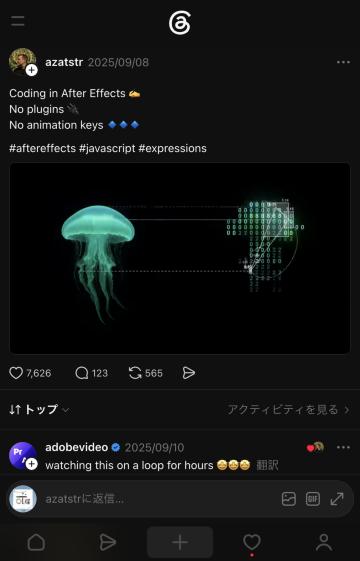 azatstr 2025/09/08
Coding in After Effects ✍️
No plugins 🔌
No animation keys 🔹🔹🔹
#aftereffects #javascript #expressions
7,626 123 565
トップ アクティビティを見る
adobevideo 2025/09/10
watching this on a loop for hours 🤩🤩🤩 翻訳
azatstrに返信...
GIF